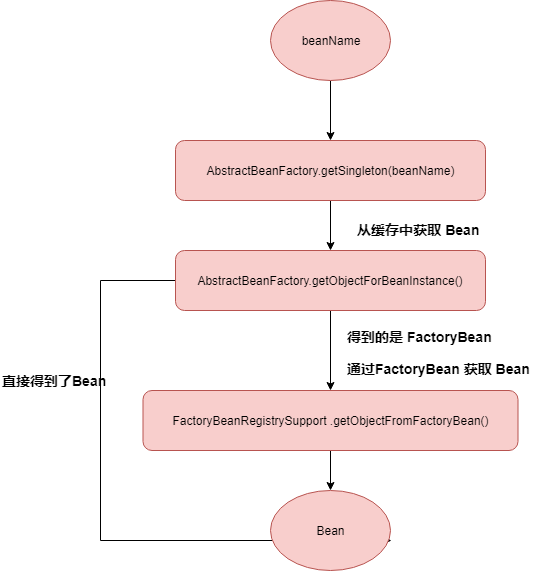 beanName
AbstractBeanFactory.getSingleton(beanName)
从缓存中获取 Bean
AbstractBeanFactory.getObjectForBeanInstance()
得到的是 FactoryBean
通过FactoryBean 获取 Bean
直接得到了Bean
FactoryBeanRegistrySupport .getObjectFromFactoryBean()
Bean